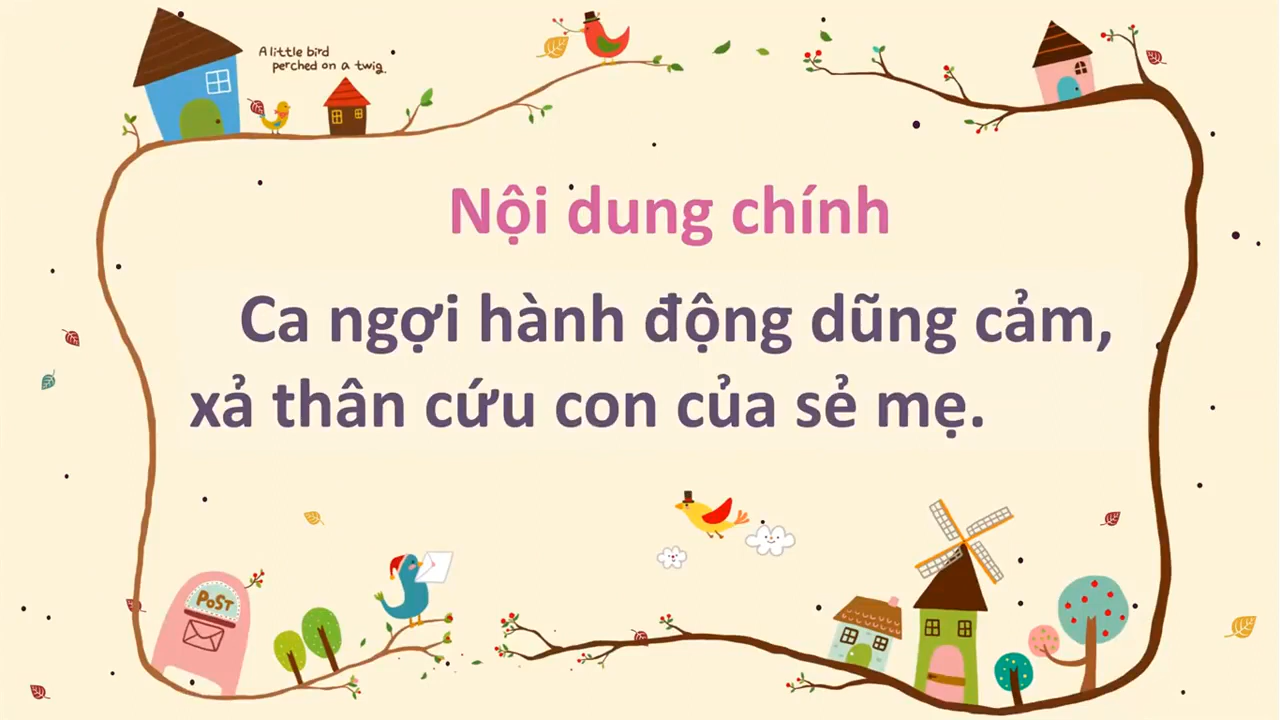 A little bird
perched on a twig.
Nội dung chính
Ca ngợi hành động dũng cảm,
xả thân cứu con của sẻ mẹ.
POST